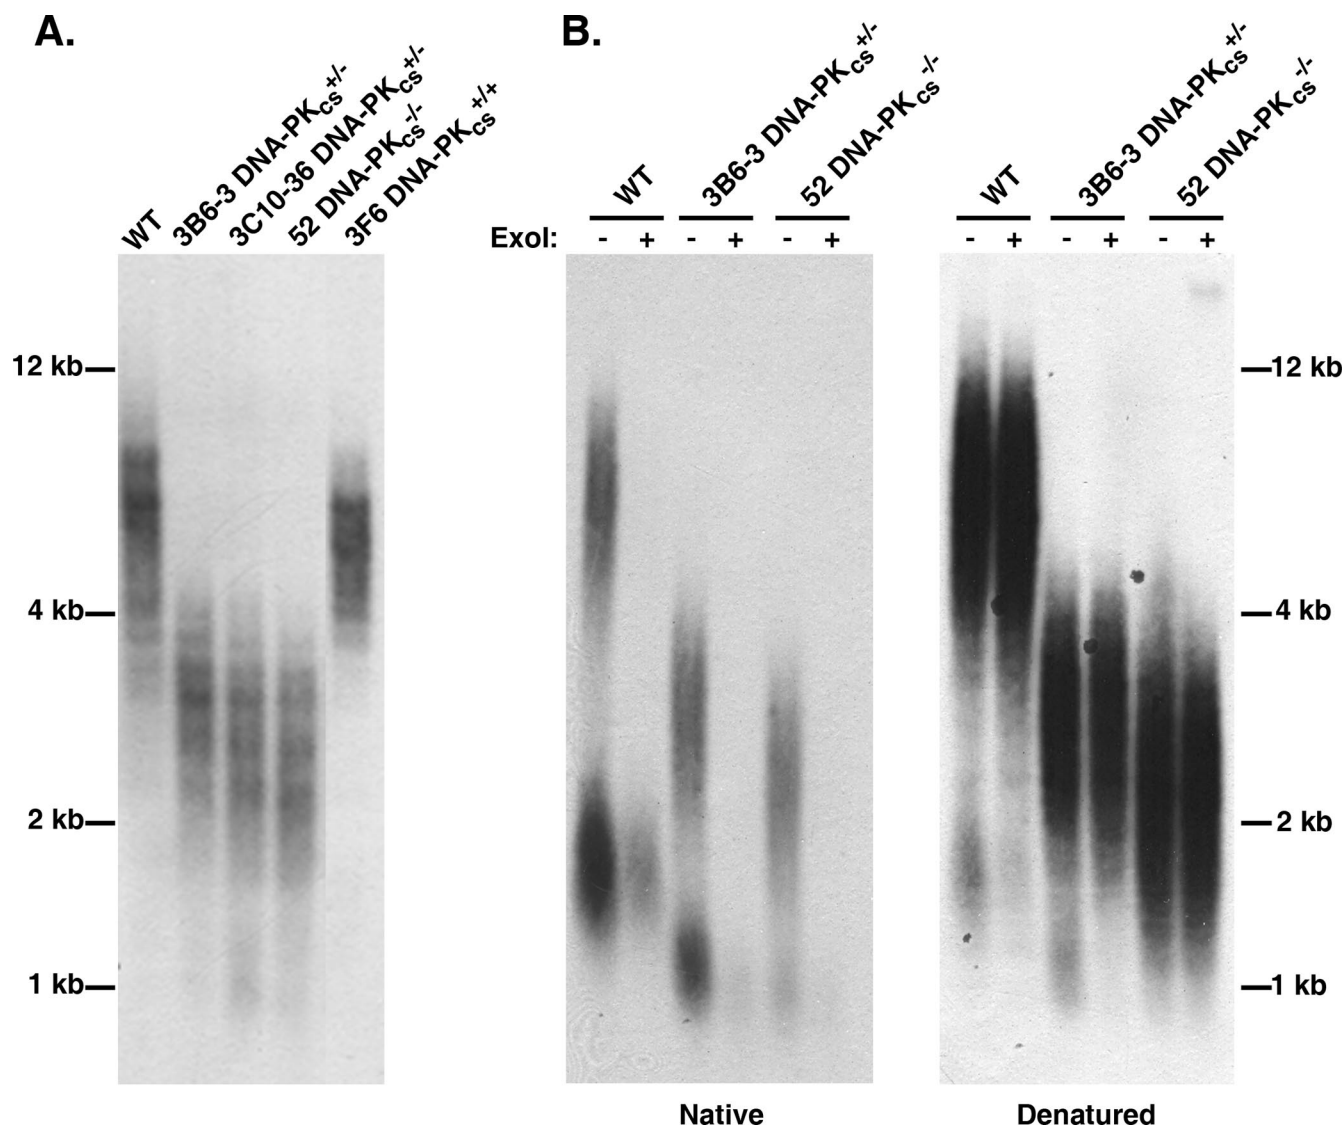 A.
WT
3B6-3 DNA-PKcs+/-
3C10-36 DNA-PKcs+/-
52 DNA-PKcs-/-
3F6 DNA-PKcs+/+
12 kb
4 kb
2 kb
1 kb
B.
WT
3B6-3 DNA-PKcs+/-
52 DNA-PKcs-/-
WT
3B6-3 DNA-PKcs+/-
52 DNA-PKcs-/-
ExoI: - + - + - + - + - + - +
12 kb
4 kb
2 kb
1 kb
Native
Denatured